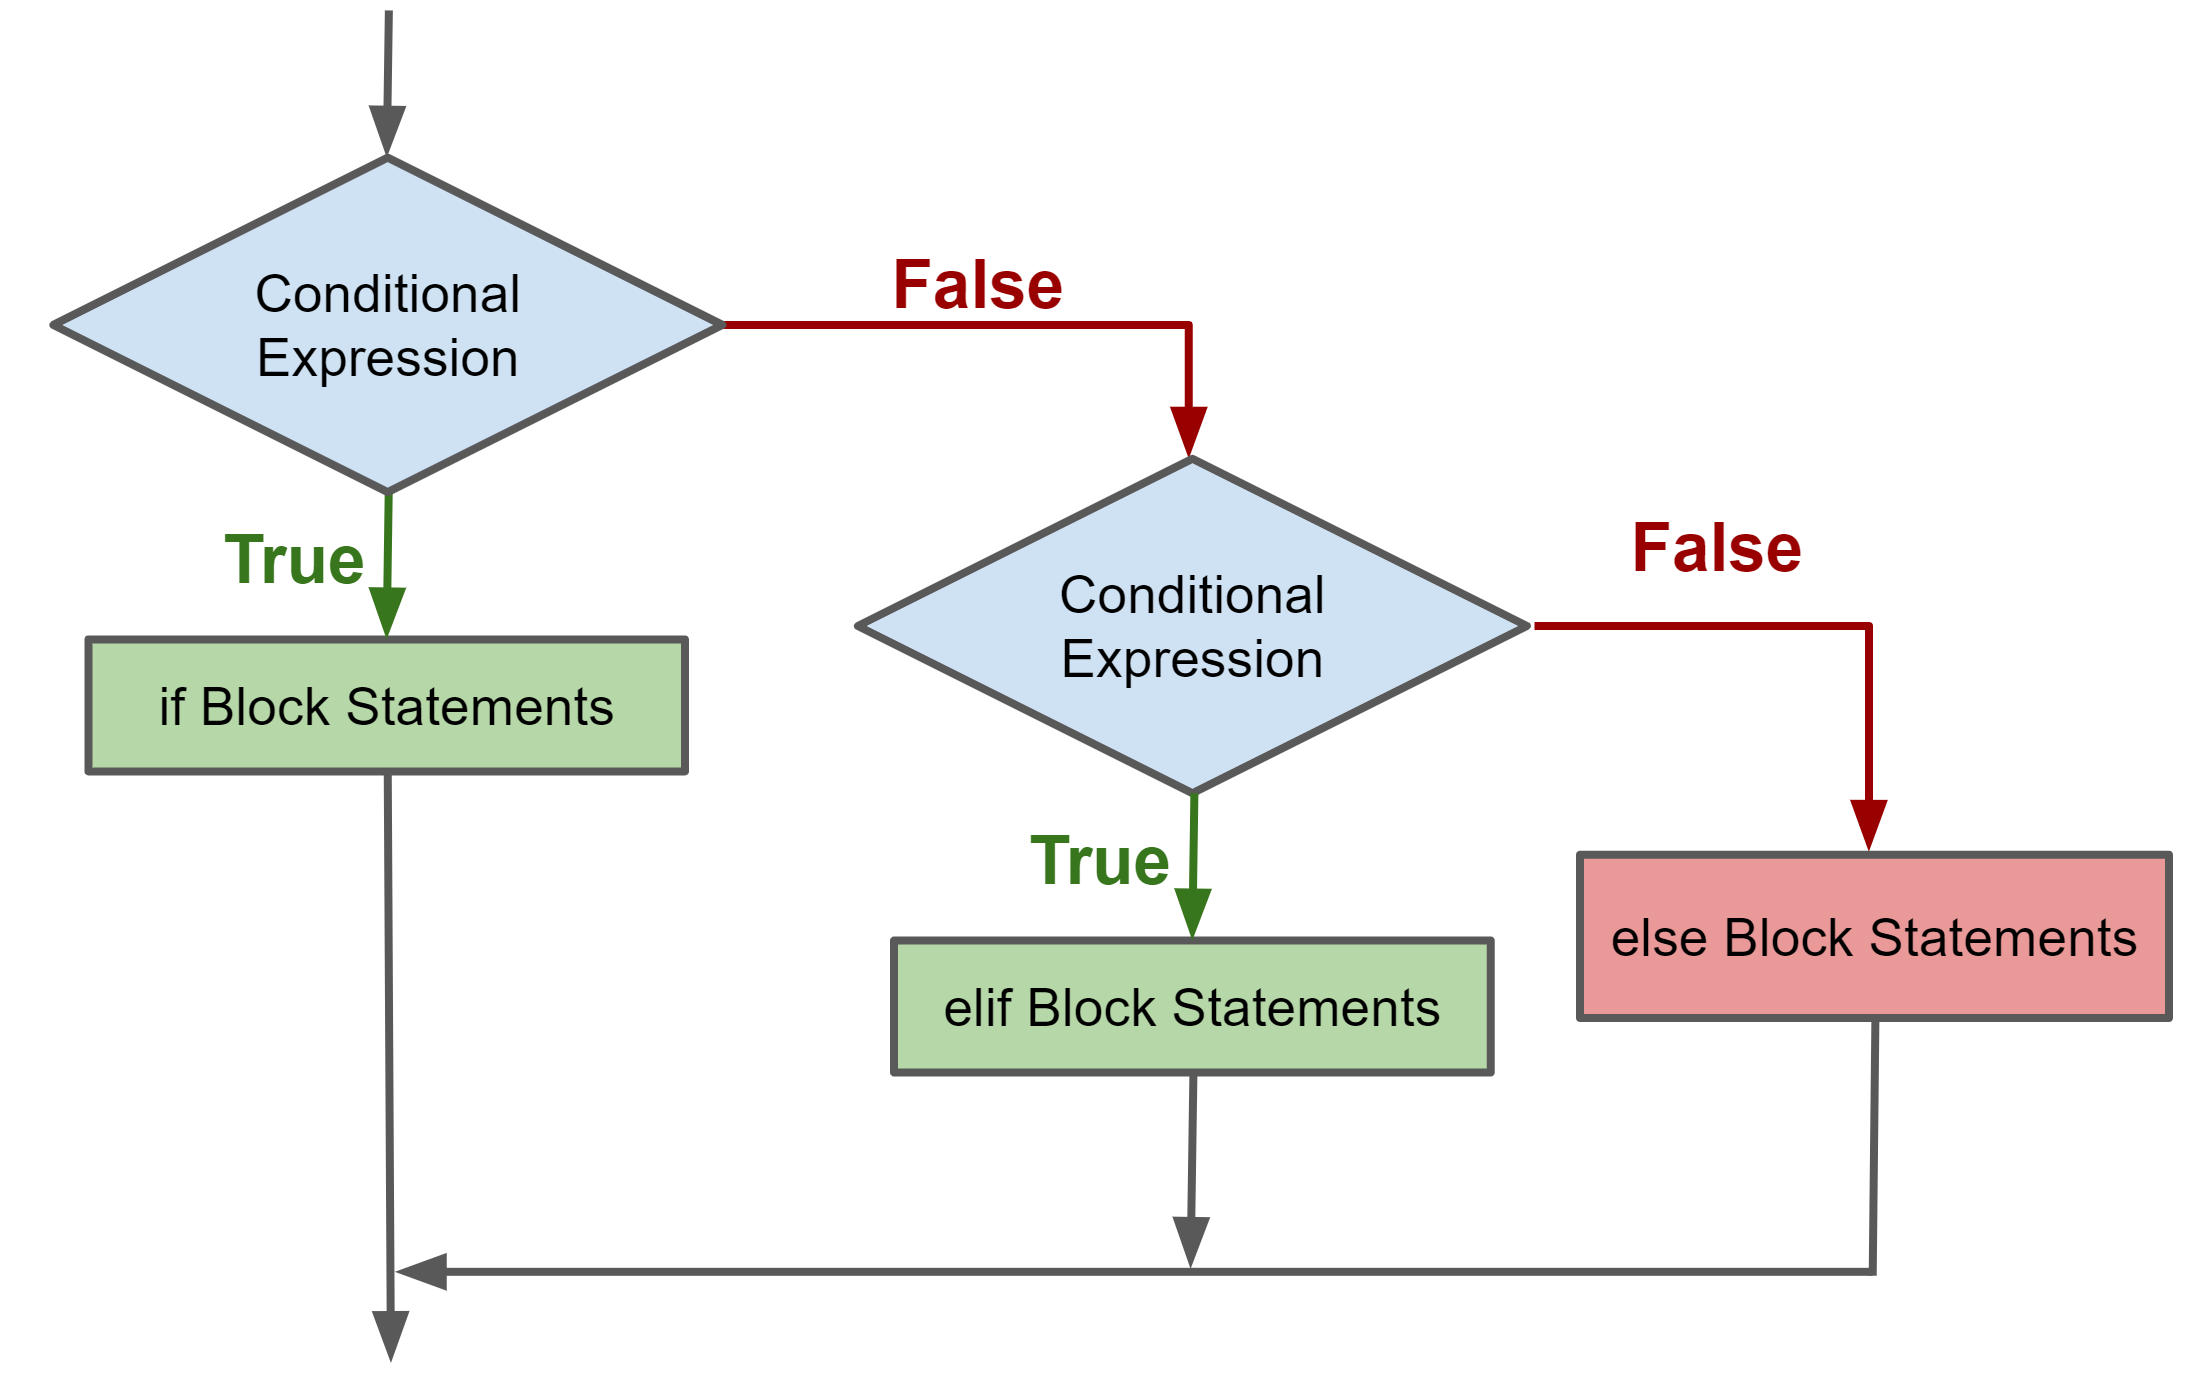 Conditional
Expression
False
True
if Block Statements
Conditional
Expression
False
True
elif Block Statements
else Block Statements